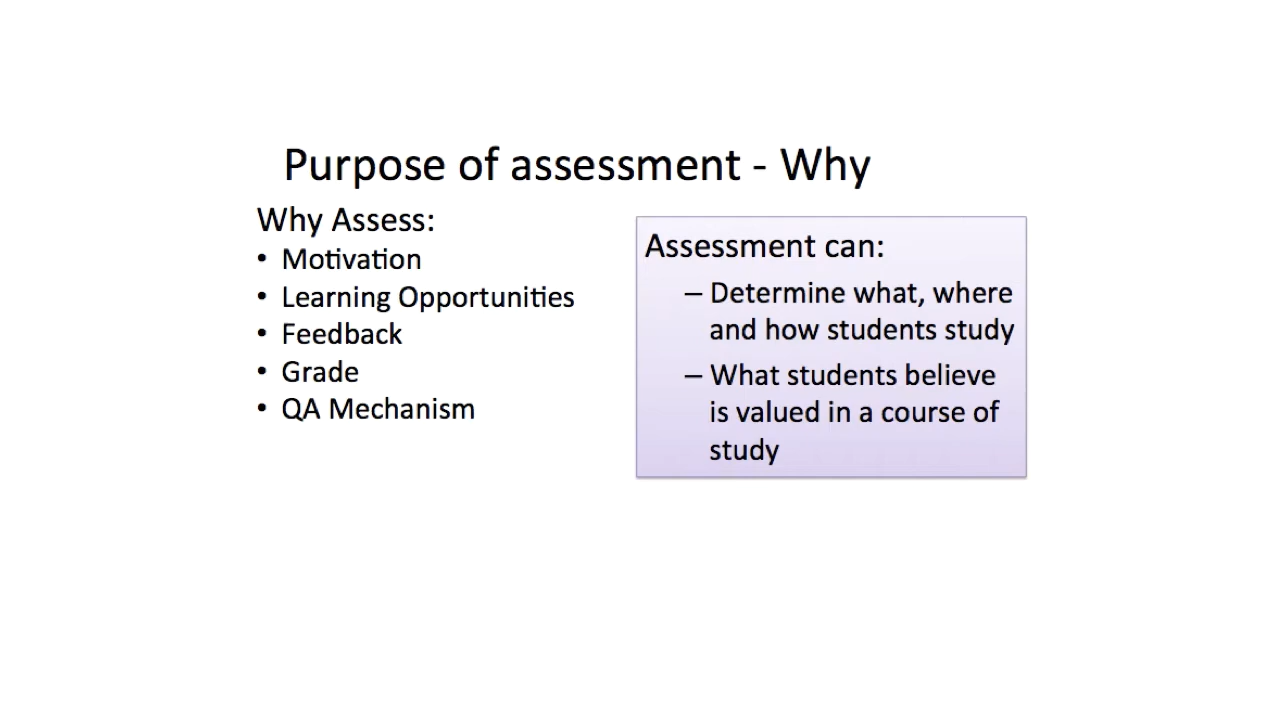 Purpose of assessment - Why
Why Assess:
• Motivation
• Learning Opportunities
• Feedback
• Grade
• QA Mechanism
Assessment can:
– Determine what, where
and how students study
– What students believe
is valued in a course of
study